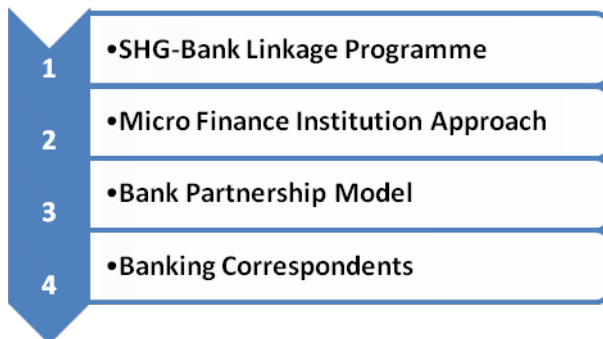 1
•SHG-Bank Linkage Programme
2
•Micro Finance Institution Approach
3
•Bank Partnership Model
4
•Banking Correspondents